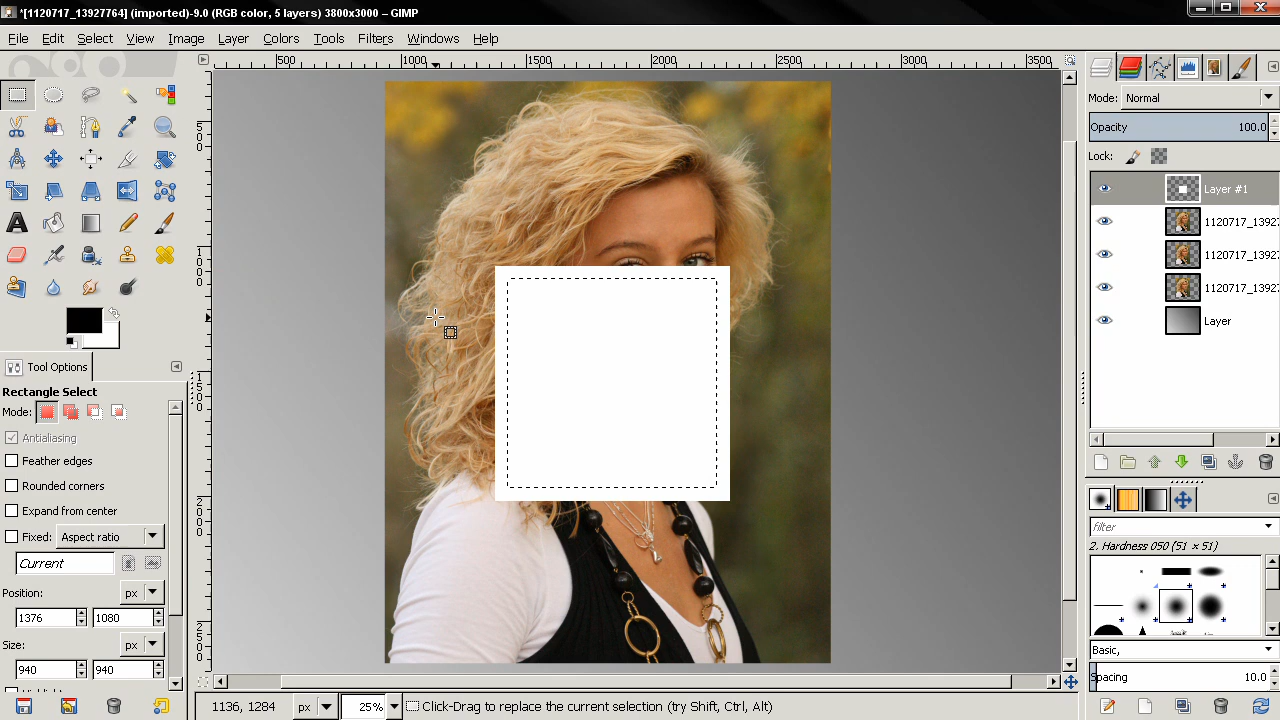 *[1120717_13927764] (imported)-9.0 (RGB color, 5 layers) 3800x3000 – GIMP
File Edit Select View Image Layer Colors Tools Filters Windows Help
500 1000 1500 2000 2500 3000 3500
Mode: Normal
Opacity 100.0
Lock:
Layer #1
1120717_1392
1120717_1392
1120717_1392
Layer
Tool Options
Rectangle Select
Mode:
Antialiasing
Feather edges
Rounded corners
Expand from center
Fixed: Aspect ratio
Current
Position: px
1376 1080
Size: px
940 940
filter
2. Hardness 050 (51 × 51)
Basic,
Spacing 10.0
1136, 1284 px 25% Click-Drag to replace the current selection (try Shift, Ctrl, Alt)